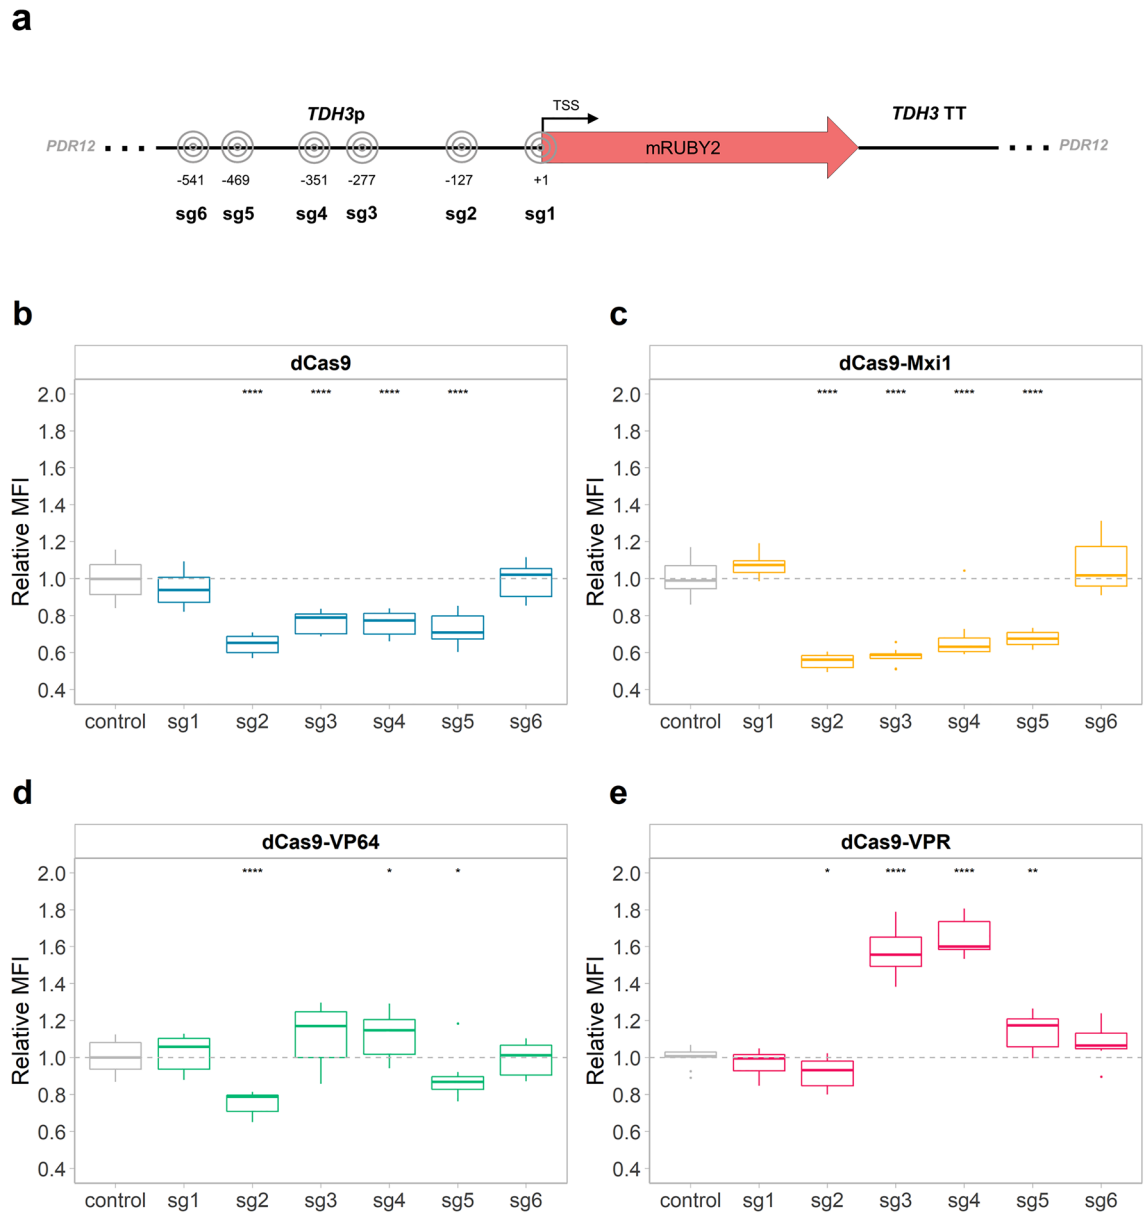 a
TDH3p
TSS
TDH3 TT
PDR12
mRUBY2
PDR12
-541 -469 -351 -277 -127 +1
sg6 sg5 sg4 sg3 sg2 sg1
b
dCas9
Relative MFI
2.0
1.8
1.6
1.4
1.2
1.0
0.8
0.6
0.4
**** **** **** ****
control sg1 sg2 sg3 sg4 sg5 sg6
c
dCas9-Mxi1
Relative MFI
2.0
1.8
1.6
1.4
1.2
1.0
0.8
0.6
0.4
**** **** **** ****
control sg1 sg2 sg3 sg4 sg5 sg6
d
dCas9-VP64
Relative MFI
2.0
1.8
1.6
1.4
1.2
1.0
0.8
0.6
0.4
**** * *
control sg1 sg2 sg3 sg4 sg5 sg6
e
dCas9-VPR
Relative MFI
2.0
1.8
1.6
1.4
1.2
1.0
0.8
0.6
0.4
* **** **** **
control sg1 sg2 sg3 sg4 sg5 sg6